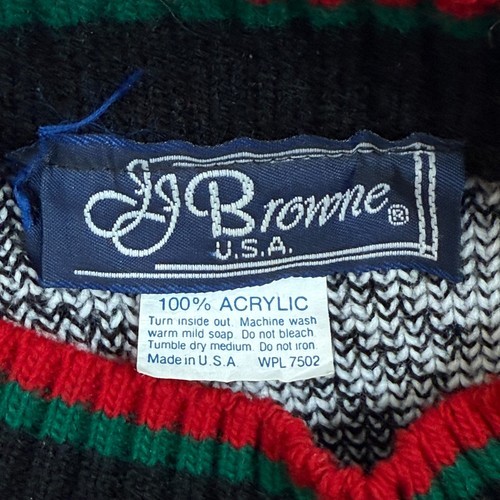 JJ Browne ®
U.S.A.
100% ACRYLIC
Turn inside out. Machine wash
warm mild soap. Do not bleach.
Tumble dry medium. Do not iron.
Made in U.S.A. WPL 7502